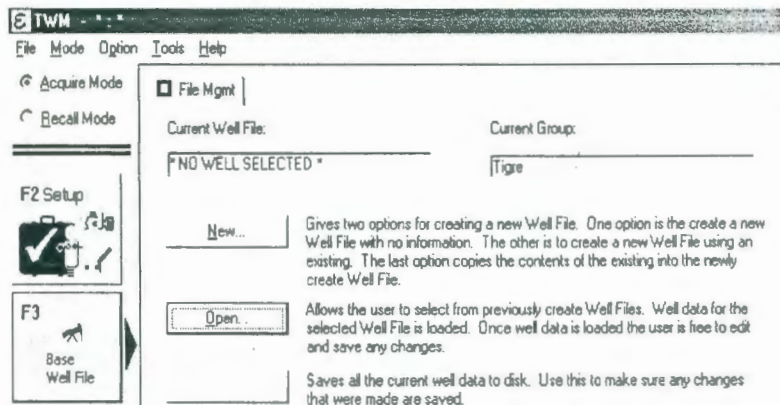 TWM - * : *
File Mode Option Tools Help
Acquire Mode
Recall Mode
File Mgmt
Current Well File:
Current Group:
* NO WELL SELECTED *
Tigre
F2 Setup
New...
Gives two options for creating a new Well File. One option is the create a new
Well File with no information. The other is to create a new Well File using an
existing. The last option copies the contents of the existing into the newly
create Well File.
F3
Base
Well File
Open...
Allows the user to select from previously create Well Files. Well data for the
selected Well File is loaded. Once well data is loaded the user is free to edit
and save any changes.
Saves all the current well data to disk. Use this to make sure any changes
that were made are saved.